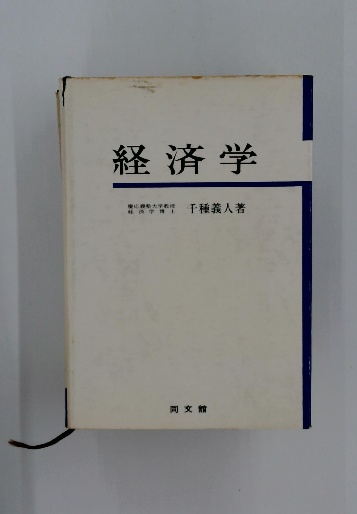 経済学
慶応義塾大学教授
経済学博士
千種義人著
同文館